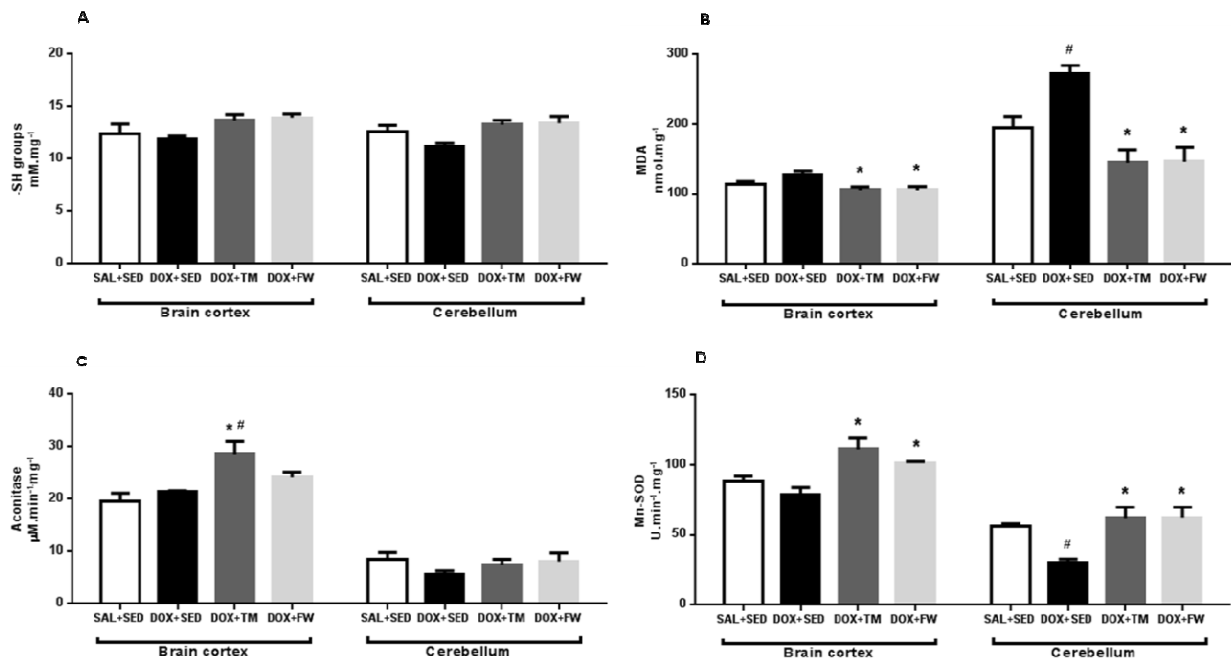 A
-SH groups
mM.mg⁻¹
20
15
10
5
0
SAL+SED DOX+SED DOX+TM DOX+FW SAL+SED DOX+SED DOX+TM DOX+FW
Brain cortex Cerebellum
B
MDA
nmol.mg⁻¹
300
200
100
0
#
* * * *
SAL+SED DOX+SED DOX+TM DOX+FW SAL+SED DOX+SED DOX+TM DOX+FW
Brain cortex Cerebellum
C
Aconitase
µM.min⁻¹.mg⁻¹
40
30
20
10
0
* #
SAL+SED DOX+SED DOX+TM DOX+FW SAL+SED DOX+SED DOX+TM DOX+FW
Brain cortex Cerebellum
D
Mn-SOD
U.min⁻¹.mg⁻¹
150
100
50
0
* *
# * *
SAL+SED DOX+SED DOX+TM DOX+FW SAL+SED DOX+SED DOX+TM DOX+FW
Brain cortex Cerebellum